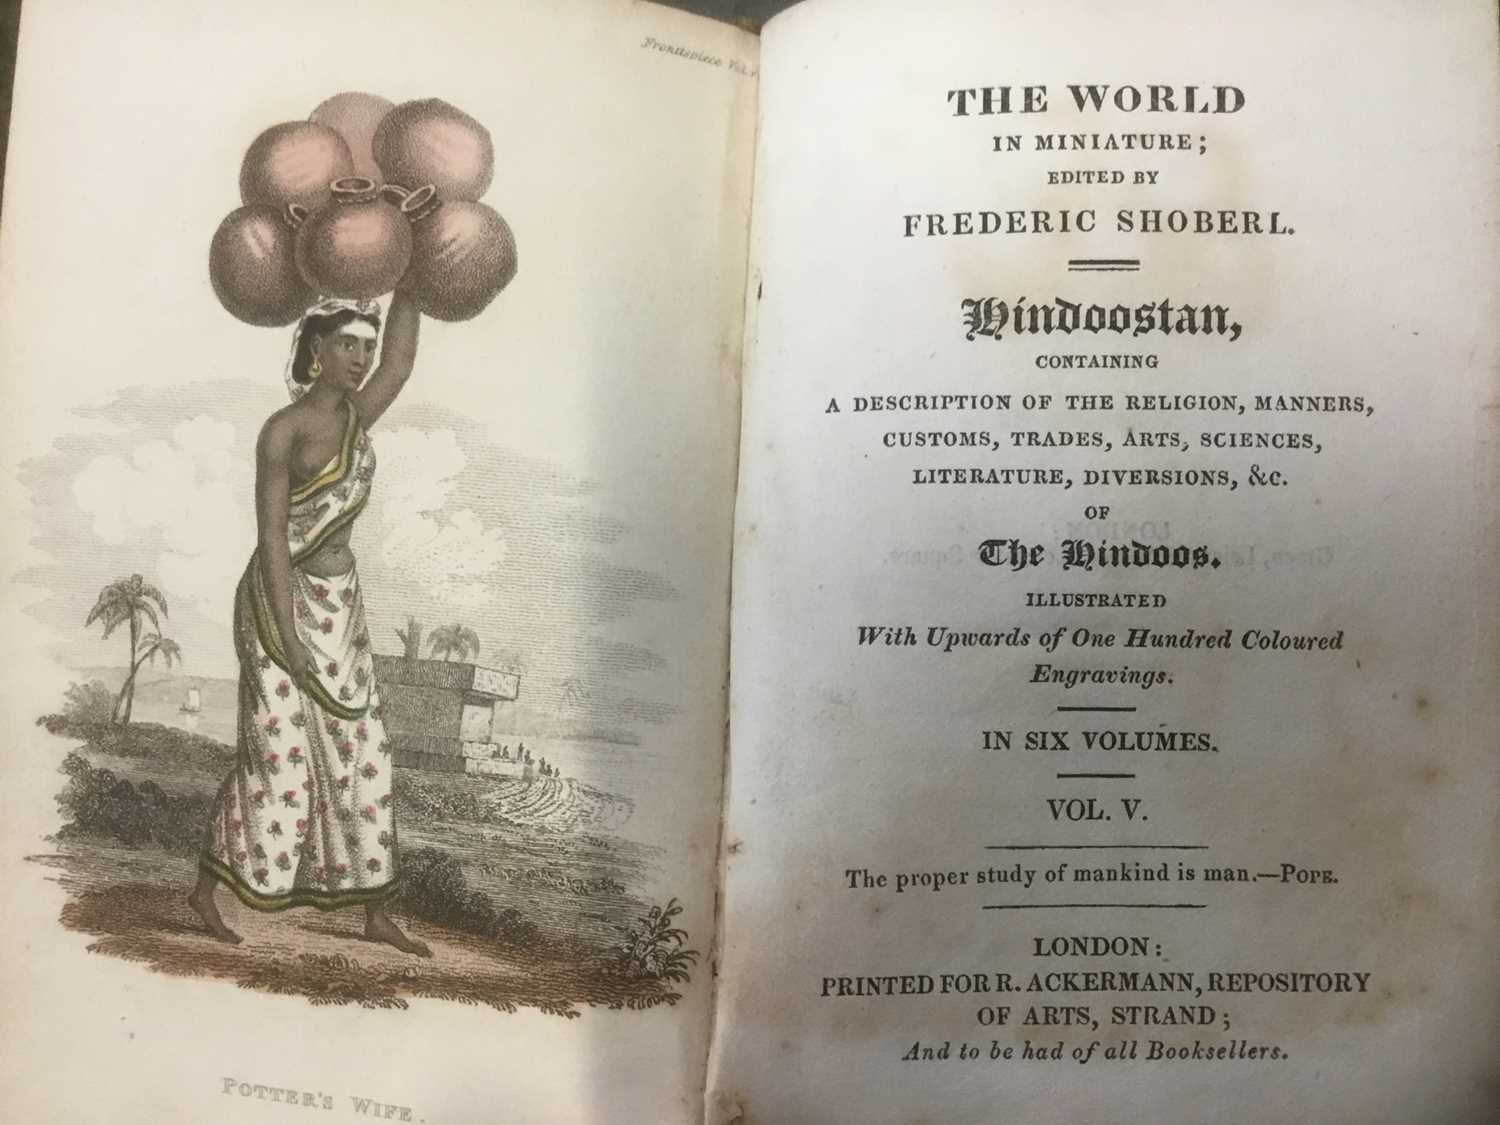 Frontispiece Vol. V
POTTER'S WIFE.
THE WORLD
IN MINIATURE;
EDITED BY
FREDERIC SHOBERL.
Hindoostan,
CONTAINING
A DESCRIPTION OF THE RELIGION, MANNERS,
CUSTOMS, TRADES, ARTS, SCIENCES,
LITERATURE, DIVERSIONS, &c.
OF
The Hindoos.
ILLUSTRATED
With Upwards of One Hundred Coloured
Engravings.
IN SIX VOLUMES.
VOL. V.
The proper study of mankind is man.—POPE.
LONDON:
PRINTED FOR R. ACKERMANN, REPOSITORY
OF ARTS, STRAND;
And to be had of all Booksellers.